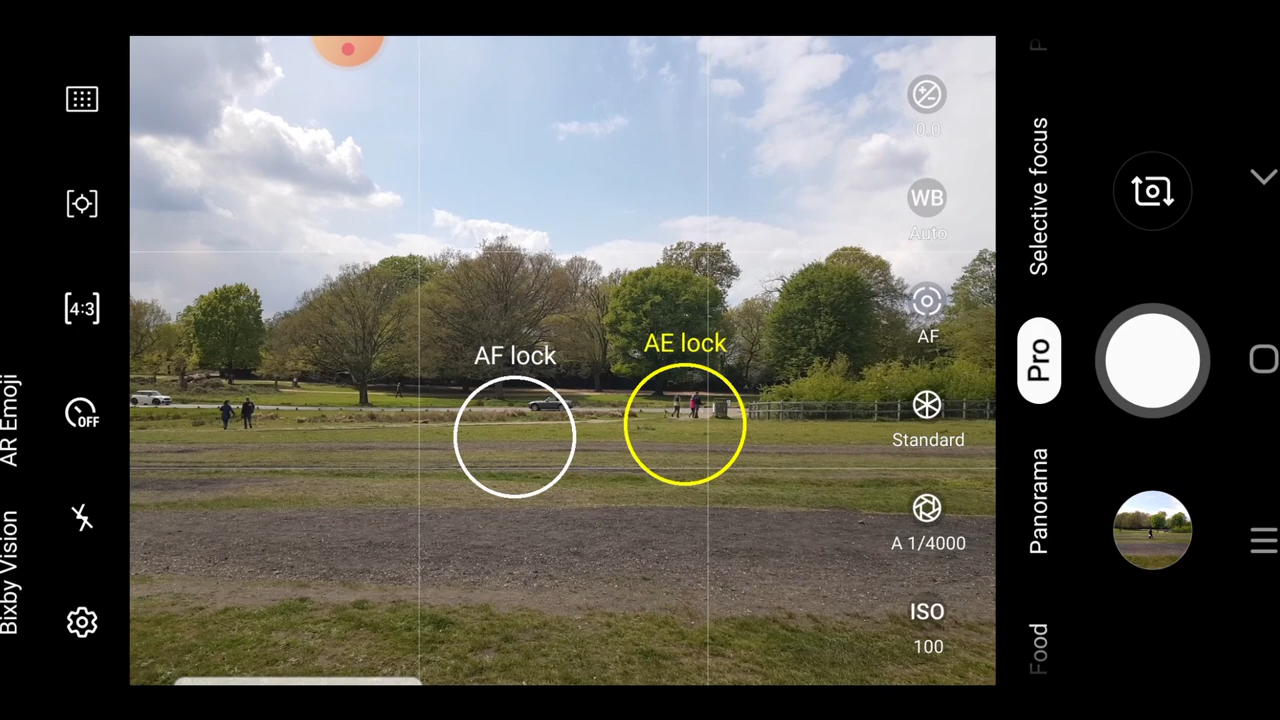 4:3
OFF
AR Emoji
Bixby Vision
AF lock
AE lock
0.0
WB
Auto
AF
Standard
A 1/4000
ISO
100
P
Selective focus
Pro
Panorama
Food